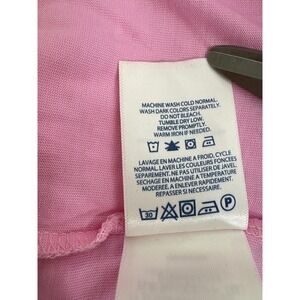 MACHINE WASH COLD NORMAL.
WASH DARK COLORS SEPARATELY.
DO NOT BLEACH.
TUMBLE DRY LOW.
REMOVE PROMPTLY.
WARM IRON IF NEEDED.
LAVAGE EN MACHINE A FROID, CYCLE
NORMAL. LAVER LES COULEURS FONCÉES
SEPAREMENT. NE PAS UTILISER D'EAU DE
JAVEL. SECHAGE EN MACHINE A TEMPERATURE
MODEREE. A ENLEVER RAPIDEMENT.
REPASSER SI NECESSAIRE.
30 P